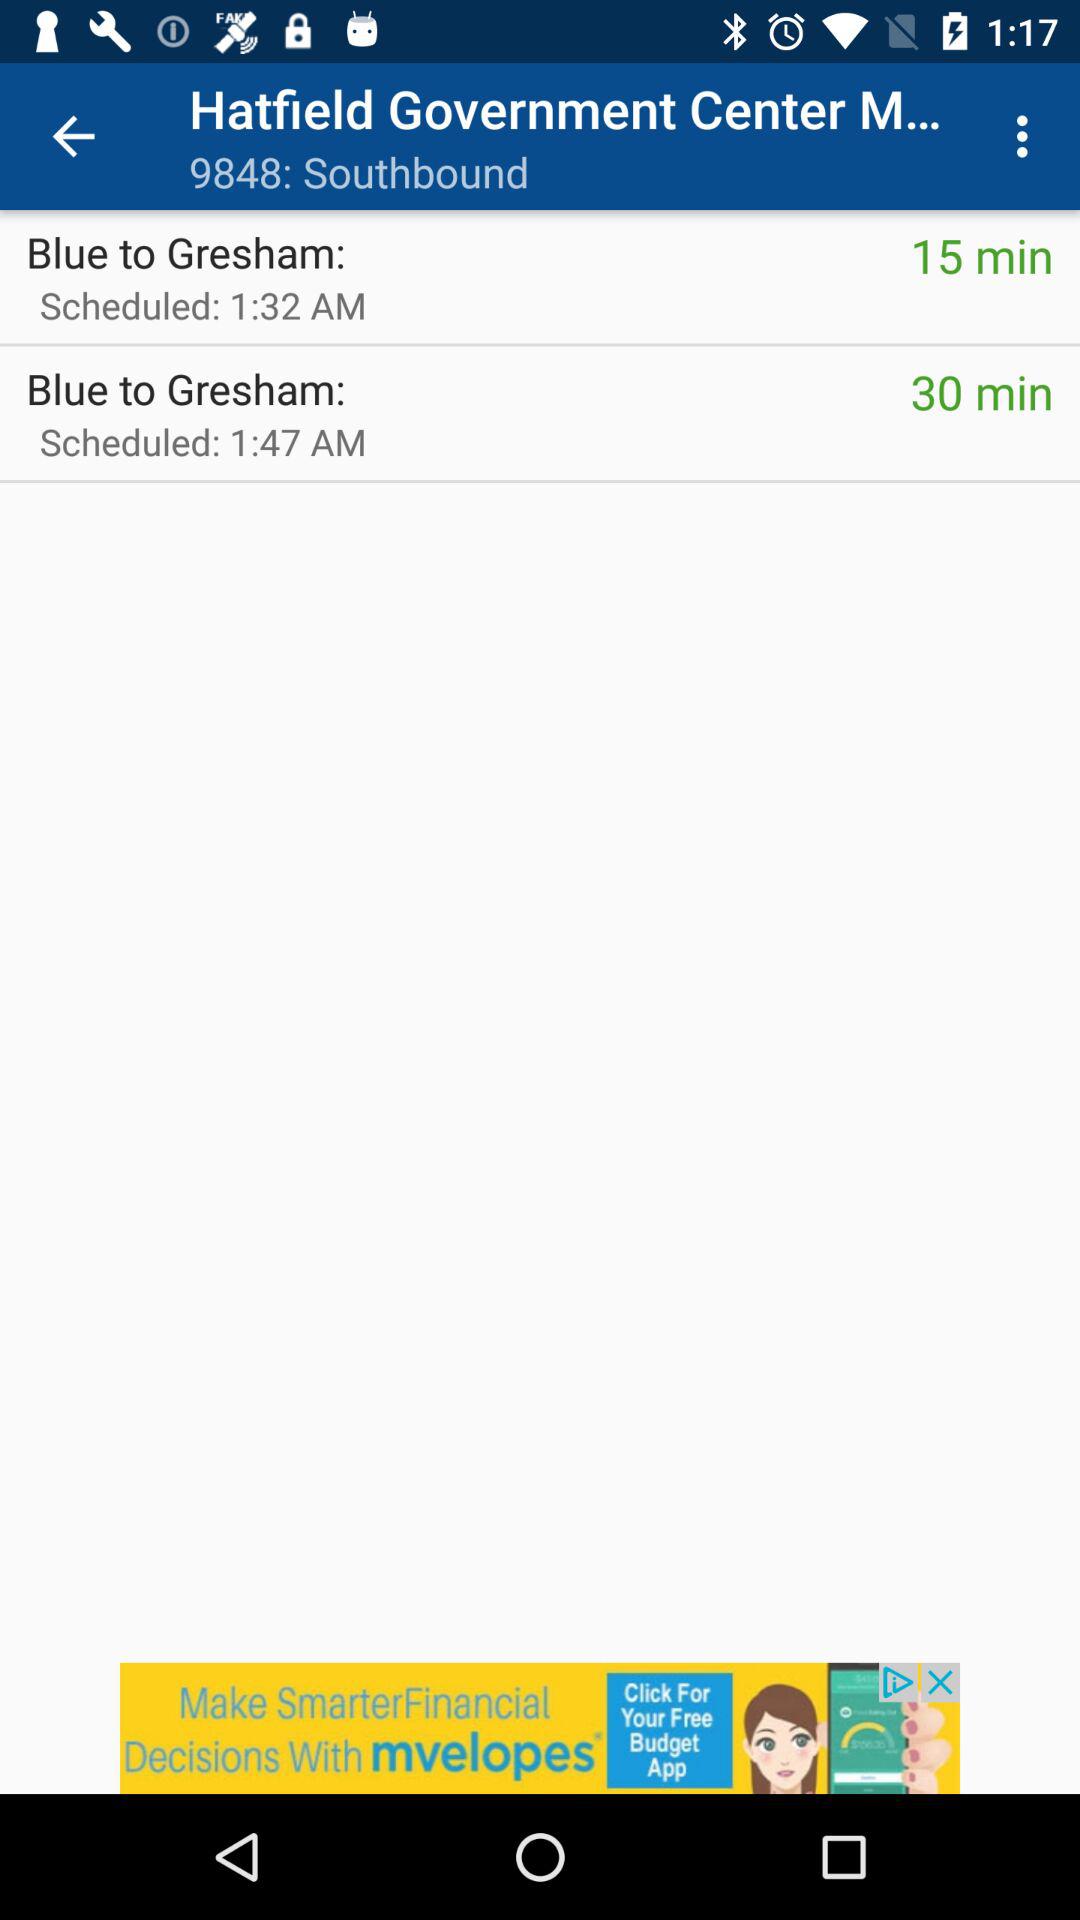 FAKE
1:17
Hatfield Government Center M...
9848: Southbound
Blue to Gresham:
15 min
Scheduled: 1:32 AM
Blue to Gresham:
30 min
Scheduled: 1:47 AM
Make SmarterFinancial
Decisions With mvelopes®
Click For
Your Free
Budget
App